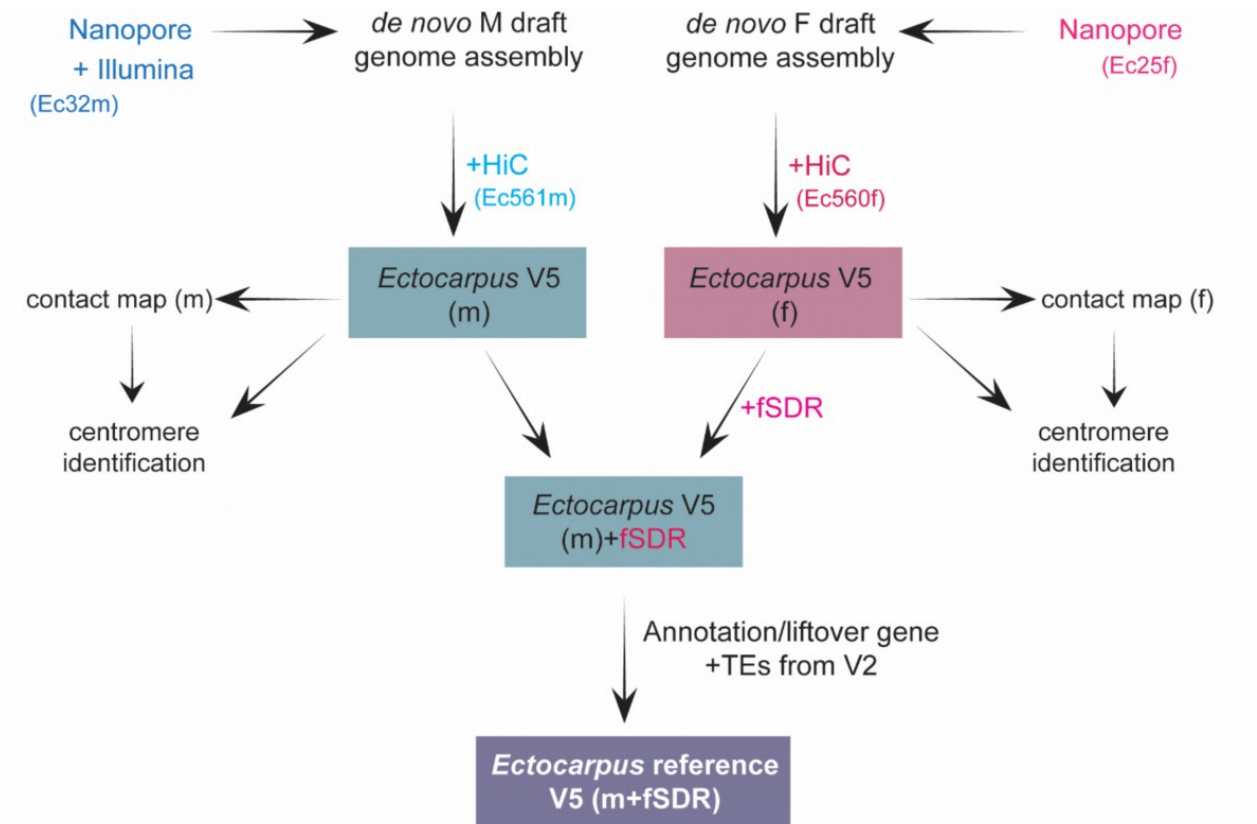 Nanopore
+ Illumina
(Ec32m)
de novo M draft
genome assembly
de novo F draft
genome assembly
Nanopore
(Ec25f)
+HiC
(Ec561m)
+HiC
(Ec560f)
contact map (m)
Ectocarpus V5
(m)
Ectocarpus V5
(f)
contact map (f)
centromere
identification
+fSDR
centromere
identification
Ectocarpus V5
(m)+fSDR
Annotation/liftover gene
+TEs from V2
Ectocarpus reference
V5 (m+fSDR)